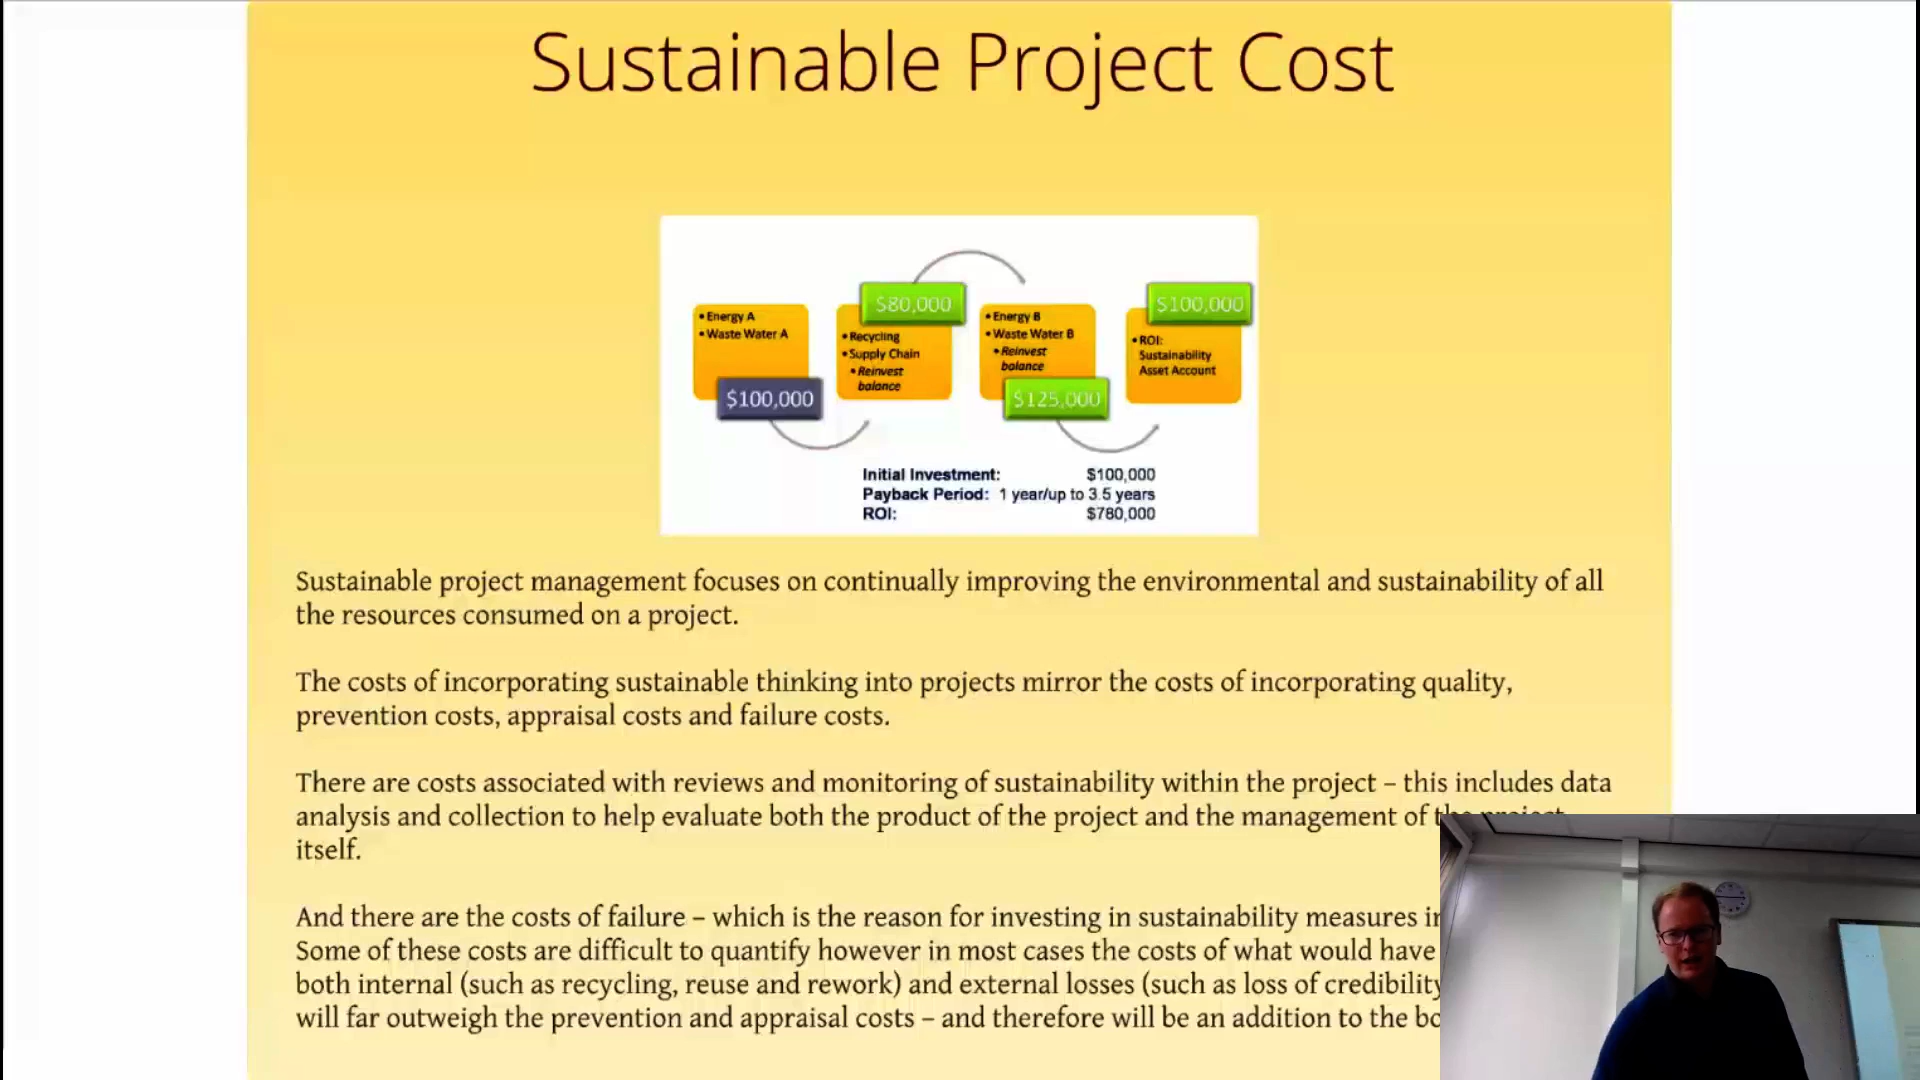 Sustainable Project Cost
• Energy A
• Waste Water A
$100,000
$80,000
• Recycling
• Supply Chain
• Reinvest
balance
• Energy B
• Waste Water B
• Reinvest
balance
$125,000
$100,000
• ROI:
Sustainability
Asset Account
Initial Investment: $100,000
Payback Period: 1 year/up to 3.5 years
ROI: $780,000
Sustainable project management focuses on continually improving the environmental and sustainability of all
the resources consumed on a project.
The costs of incorporating sustainable thinking into projects mirror the costs of incorporating quality,
prevention costs, appraisal costs and failure costs.
There are costs associated with reviews and monitoring of sustainability within the project – this includes data
analysis and collection to help evaluate both the product of the project and the management of the project
itself.
And there are the costs of failure – which is the reason for investing in sustainability measures
Some of these costs are difficult to quantify however in most cases the costs of what would have
both internal (such as recycling, reuse and rework) and external losses (such as loss of credibility
will far outweigh the prevention and appraisal costs – and therefore will be an addition to the